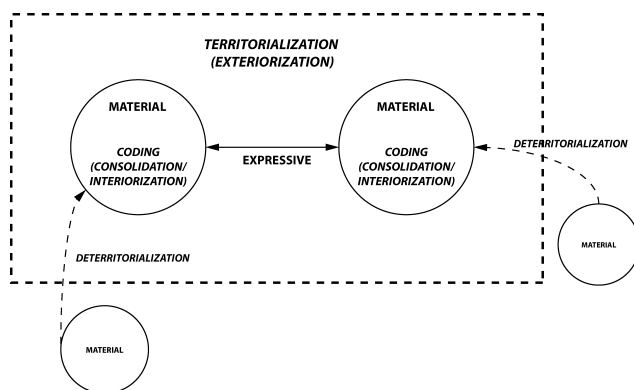 TERRITORIALIZATION
(EXTERIORIZATION)
MATERIAL
CODING
(CONSOLIDATION/
INTERIORIZATION)
EXPRESSIVE
MATERIAL
CODING
(CONSOLIDATION/
INTERIORIZATION)
DETERRITORIALIZATION
MATERIAL
DETERRITORIALIZATION
MATERIAL